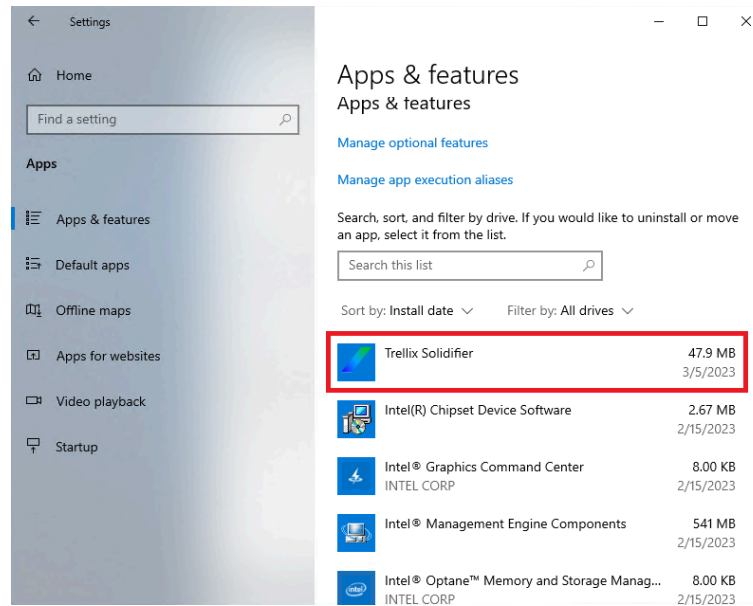 Settings
Home
Find a setting
Apps
Apps & features
Default apps
Offline maps
Apps for websites
Video playback
Startup
Apps & features
Apps & features
Manage optional features
Manage app execution aliases
Search, sort, and filter by drive. If you would like to uninstall or move
an app, select it from the list.
Search this list
Sort by: Install date Filter by: All drives
Trellix Solidifier 47.9 MB
3/5/2023
Intel(R) Chipset Device Software 2.67 MB
2/15/2023
Intel® Graphics Command Center 8.00 KB
INTEL CORP 2/15/2023
Intel® Management Engine Components 541 MB
2/15/2023
Intel® Optane™ Memory and Storage Manag... 8.00 KB
INTEL CORP 2/15/2023